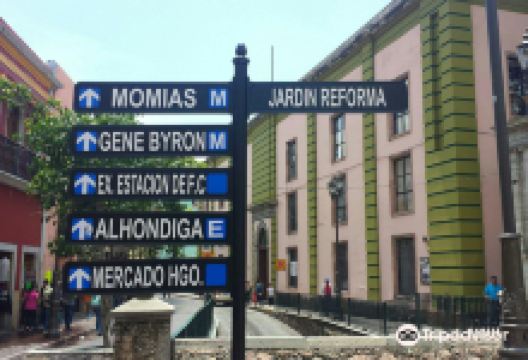 MOMIAS M
JARDIN REFORMA
GENE BYRON M
EX. ESTACION DE F.C.
ALHONDIGA E
MERCADO HGO.
Tripadvisor